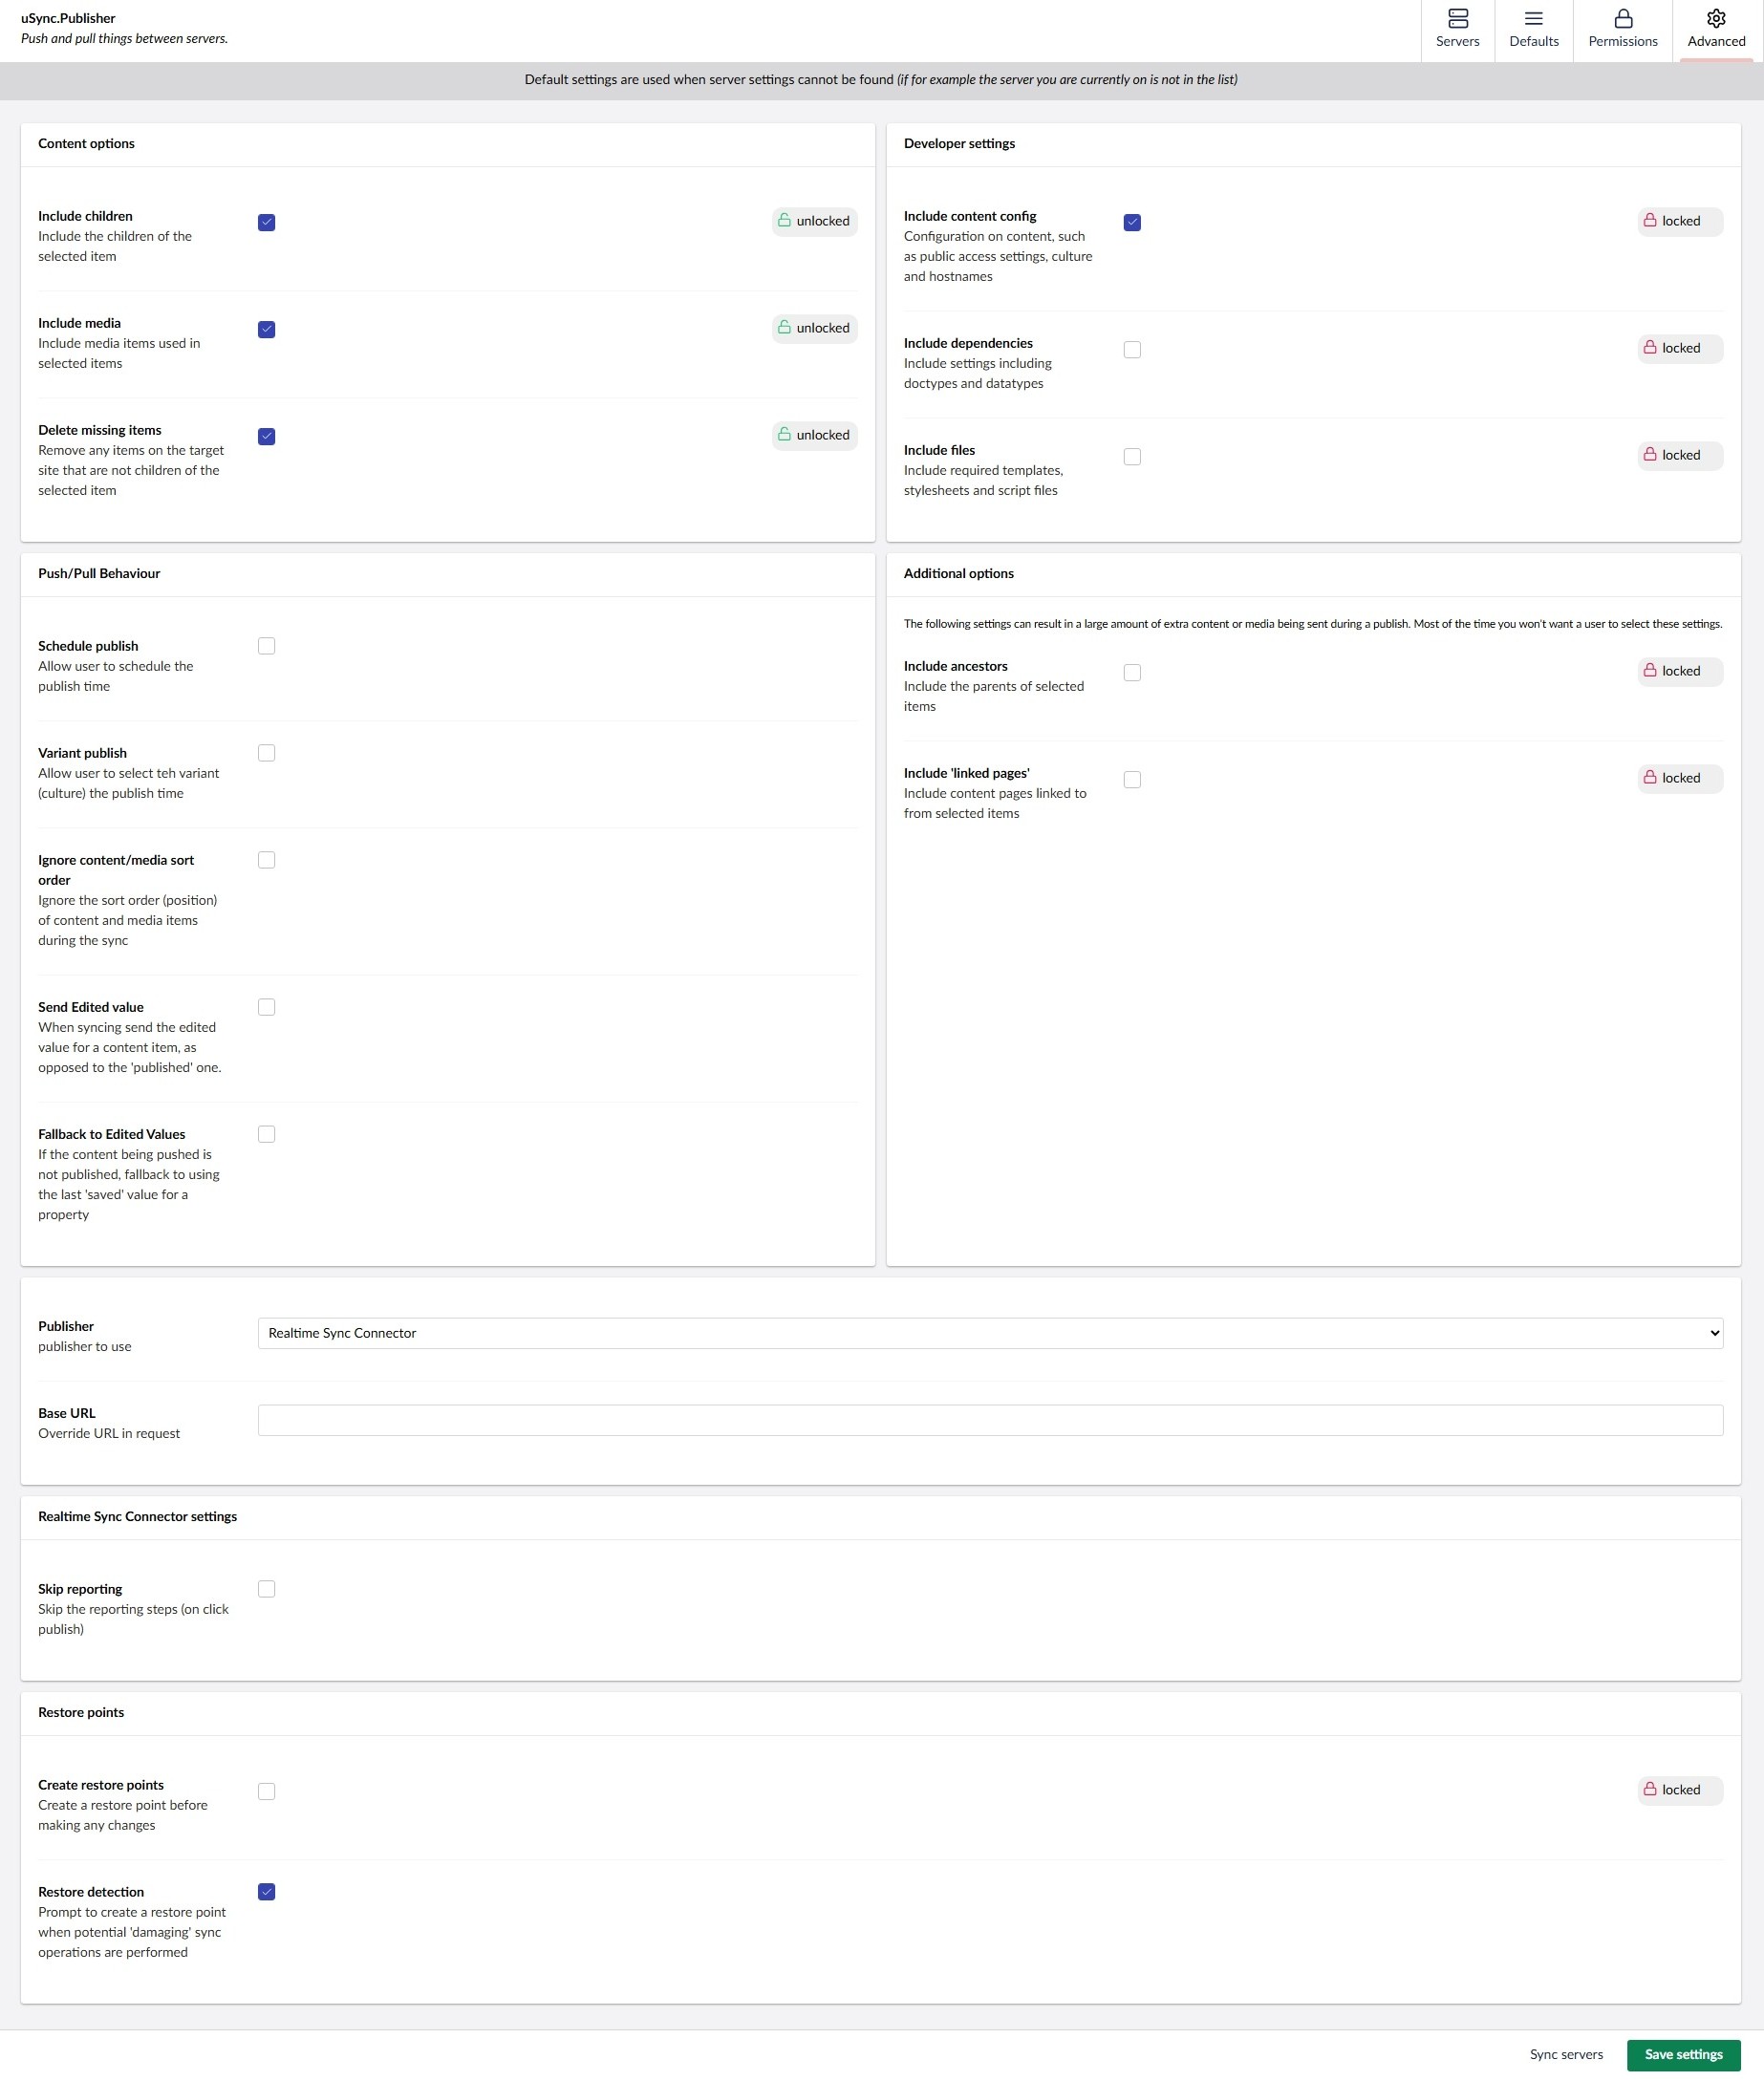 uSync.Publisher
Push and pull things between servers.
Servers
Defaults
Permissions
Advanced
Default settings are used when server settings cannot be found (if for example the server you are currently on is not in the list)
Content options
Include children
Include the children of the
selected item
unlocked
Include media
Include media items used in
selected items
unlocked
Delete missing items
Remove any items on the target
site that are not children of the
selected item
unlocked
Developer settings
Include content config
Configuration on content, such
as public access settings, culture
and hostnames
locked
Include dependencies
Include settings including
doctypes and datatypes
locked
Include files
Include required templates,
stylesheets and script files
locked
Push/Pull Behaviour
Schedule publish
Allow user to schedule the
publish time
Variant publish
Allow user to select teh variant
(culture) the publish time
Ignore content/media sort
order
Ignore the sort order (position)
of content and media items
during the sync
Send Edited value
When syncing send the edited
value for a content item, as
opposed to the 'published' one.
Fallback to Edited Values
If the content being pushed is
not published, fallback to using
the last 'saved' value for a
property
Additional options
The following settings can result in a large amount of extra content or media being sent during a publish. Most of the time you won't want a user to select these settings.
Include ancestors
Include the parents of selected
items
locked
Include 'linked pages'
Include content pages linked to
from selected items
locked
Publisher
publisher to use
Realtime Sync Connector
Base URL
Override URL in request
Realtime Sync Connector settings
Skip reporting
Skip the reporting steps (on click
publish)
Restore points
Create restore points
Create a restore point before
making any changes
locked
Restore detection
Prompt to create a restore point
when potential 'damaging' sync
operations are performed
Sync servers
Save settings